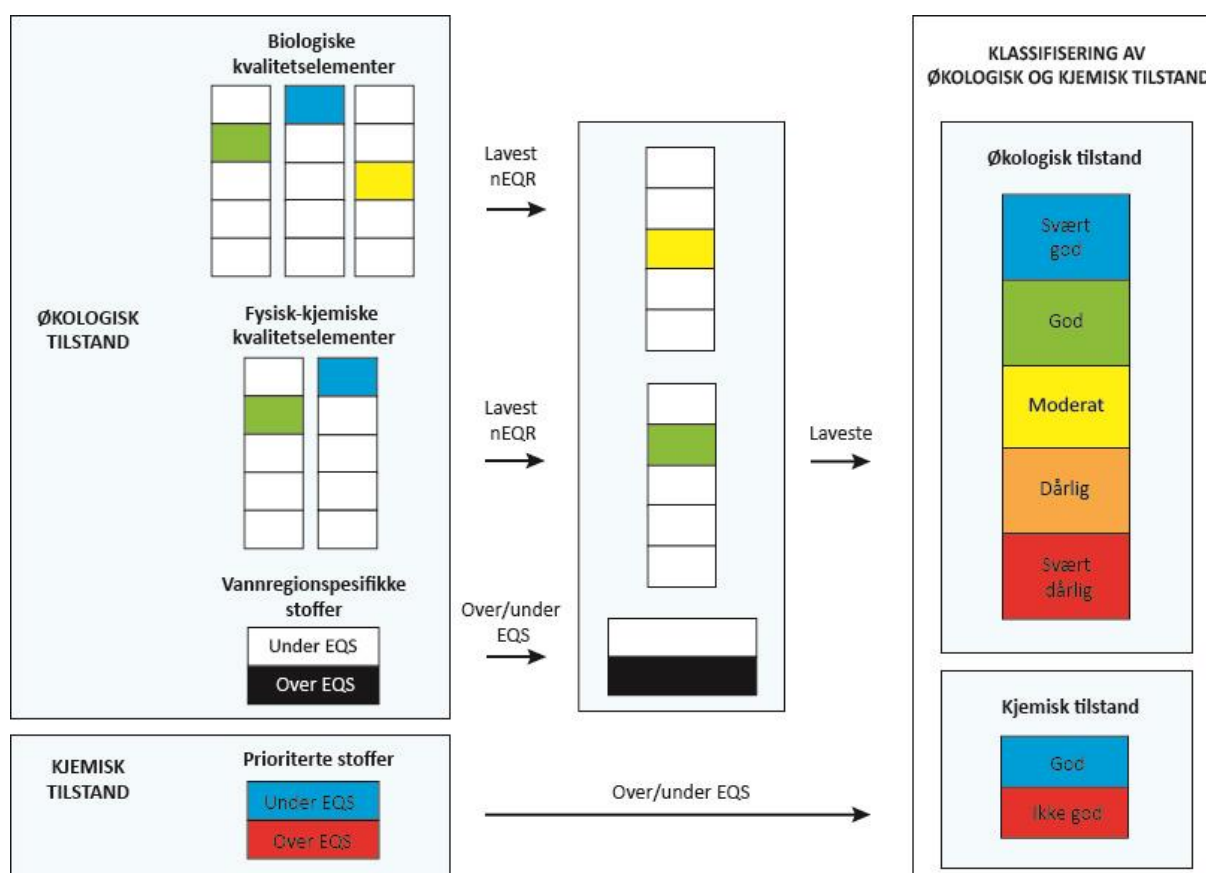 Biologiske
kvalitetselementer
Lavest
nEQR
ØKOLOGISK
TILSTAND
Fysisk-kjemiske
kvalitetselementer
Lavest
nEQR
Vannregionspesifikke
stoffer
Under EQS
Over EQS
Over/under
EQS
Laveste
KJEMISK
TILSTAND
Prioriterte stoffer
Under EQS
Over EQS
Over/under EQS
KLASSIFISERING AV
ØKOLOGISK OG KJEMISK TILSTAND
Økologisk tilstand
Svært
god
God
Moderat
Dårlig
Svært
dårlig
Kjemisk tilstand
God
Ikke god